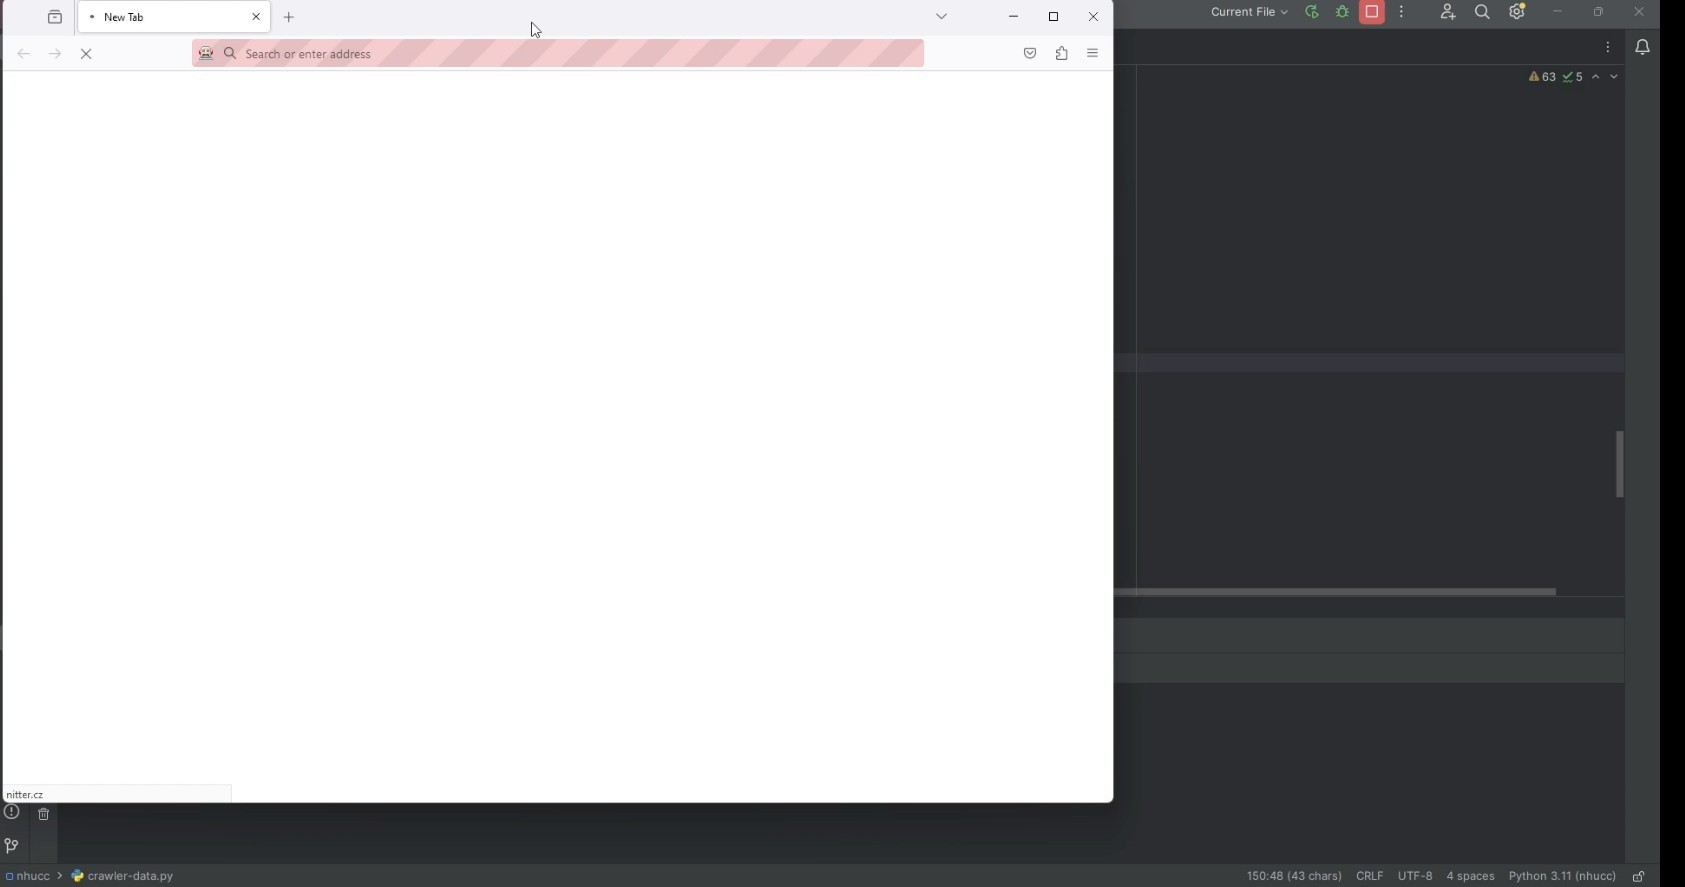 New Tab
Current File
Search or enter address
63
5
nitter.cz
nhucc
crawler-data.py
150:48 (43 chars)
CRLF
UTF-8
4 spaces
Python 3.11 (nhucc)